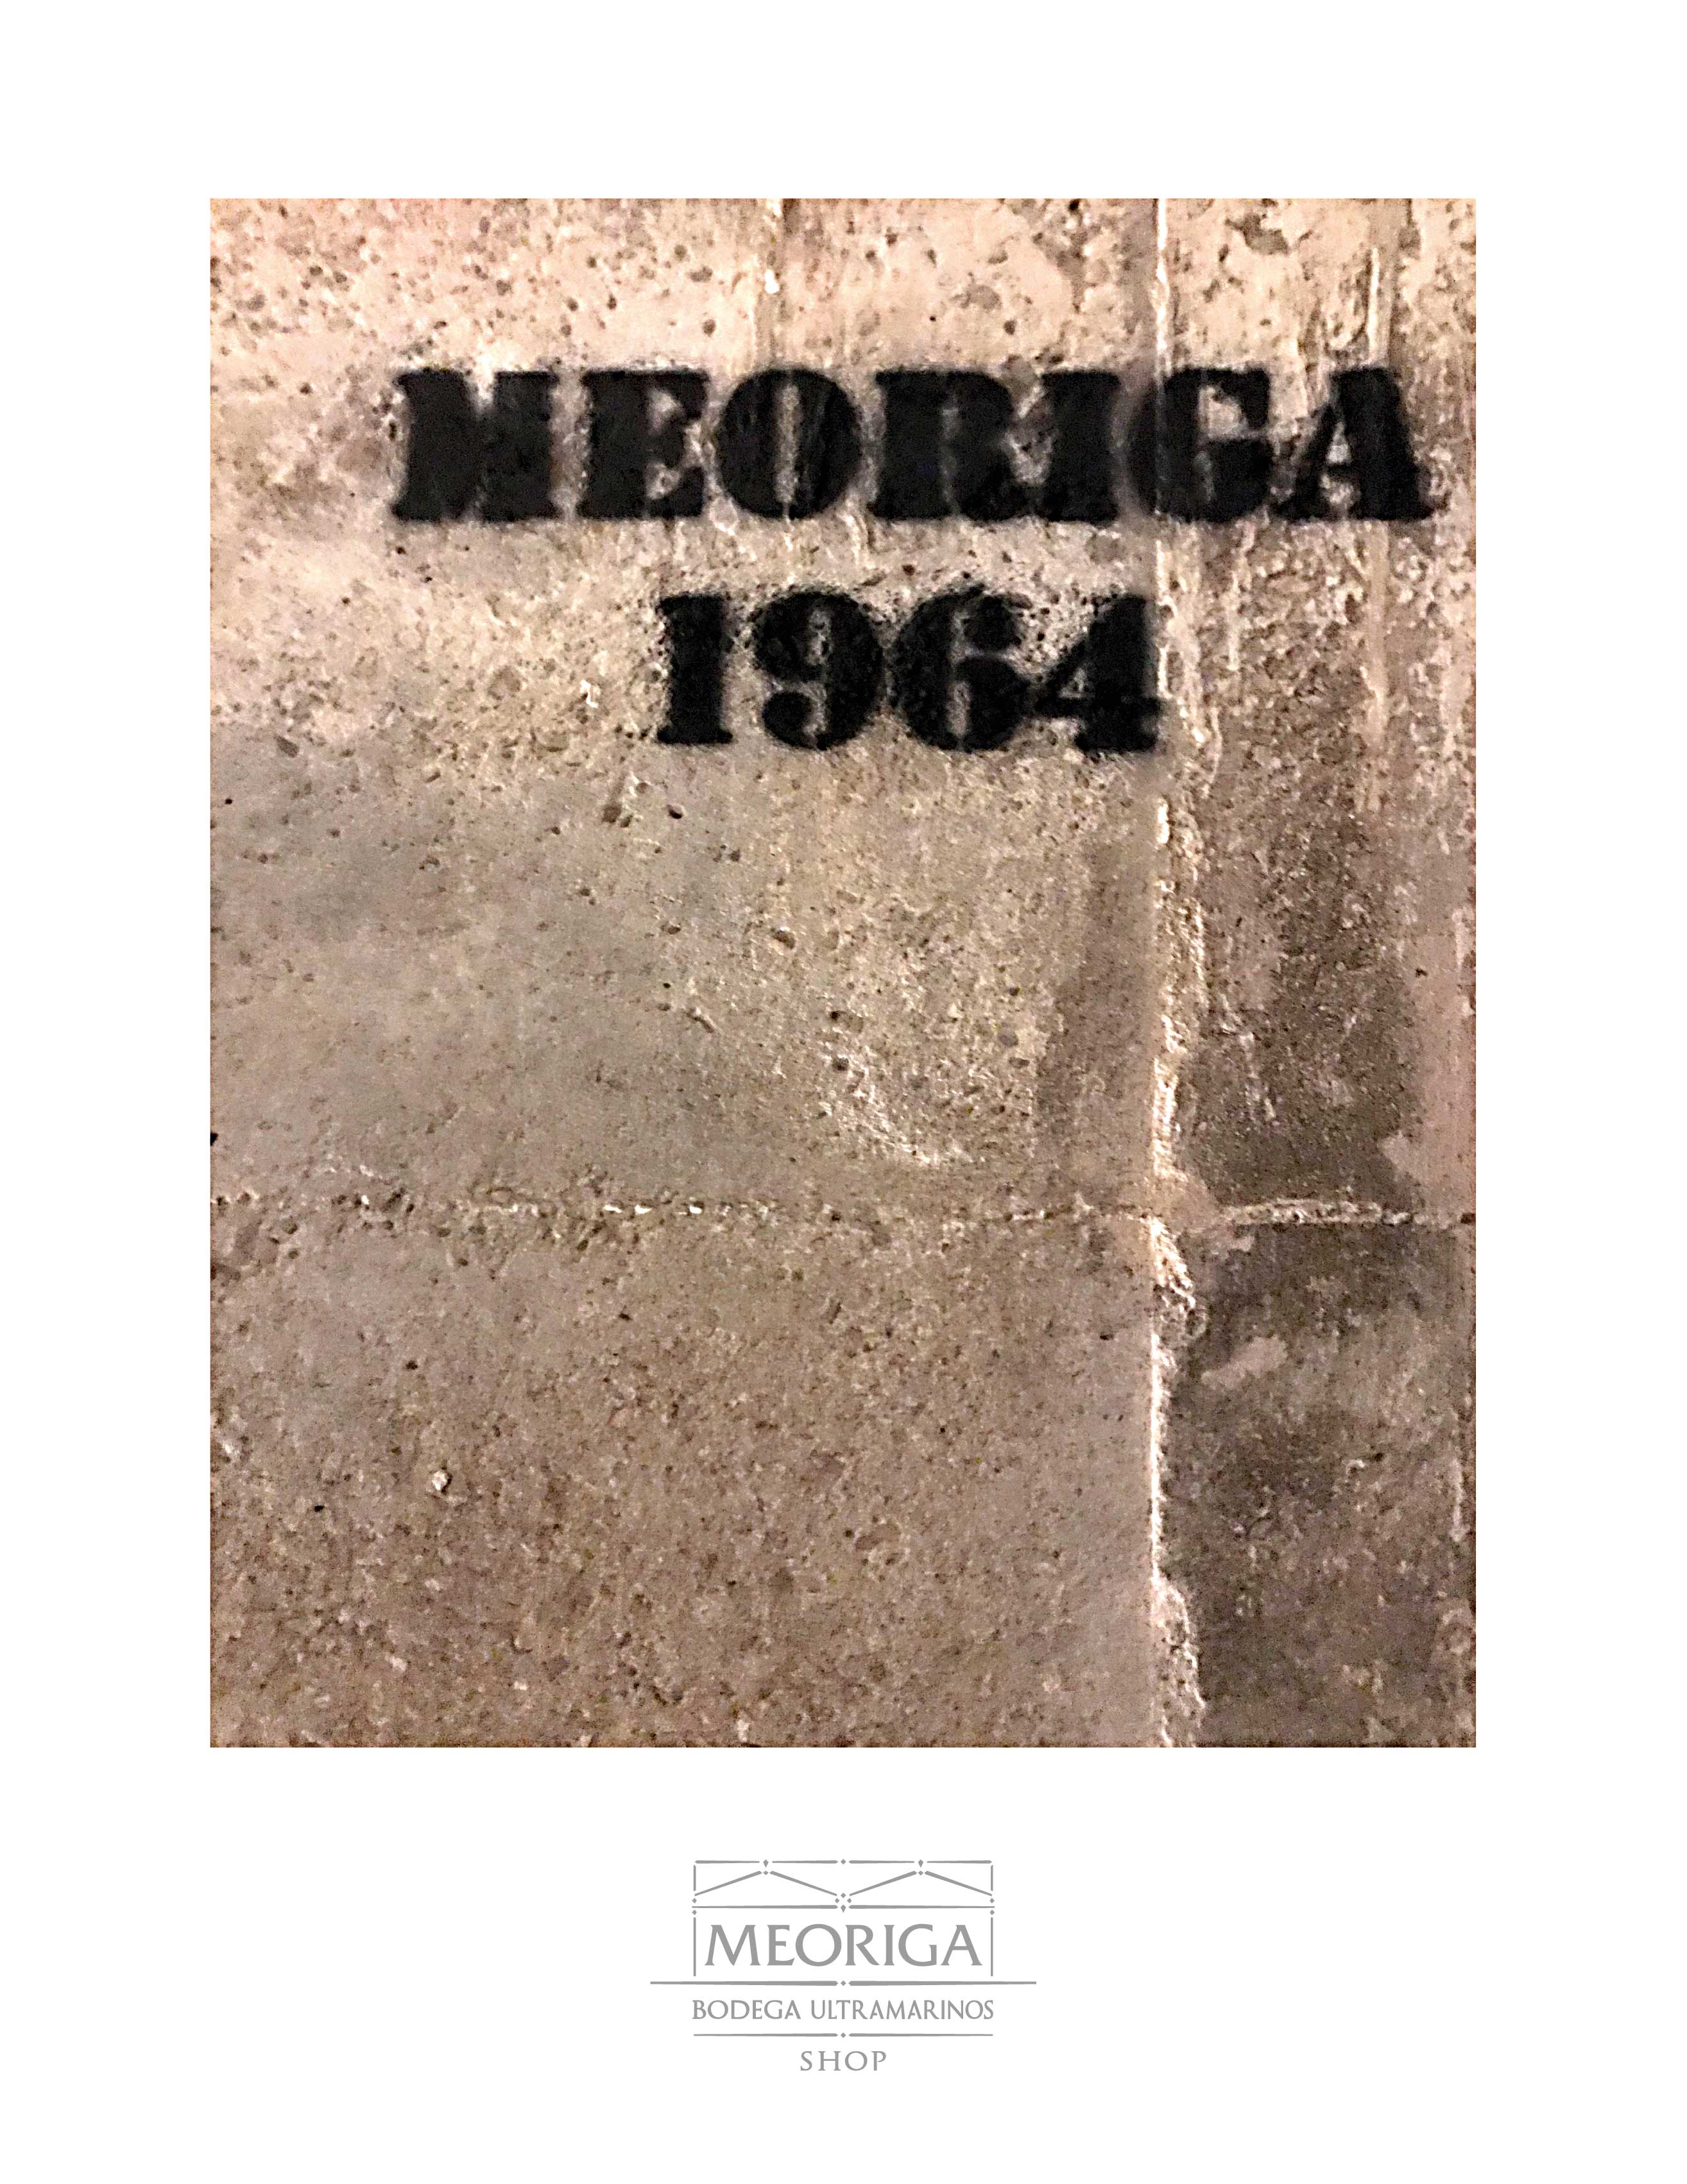 MEORIGA
1964
MEORIGA
BODEGA ULTRAMARINOS
SHOP